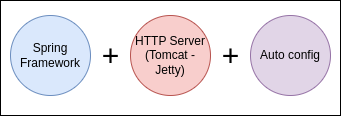 Spring
Framework
+
HTTP Server
(Tomcat -
Jetty)
+
Auto config